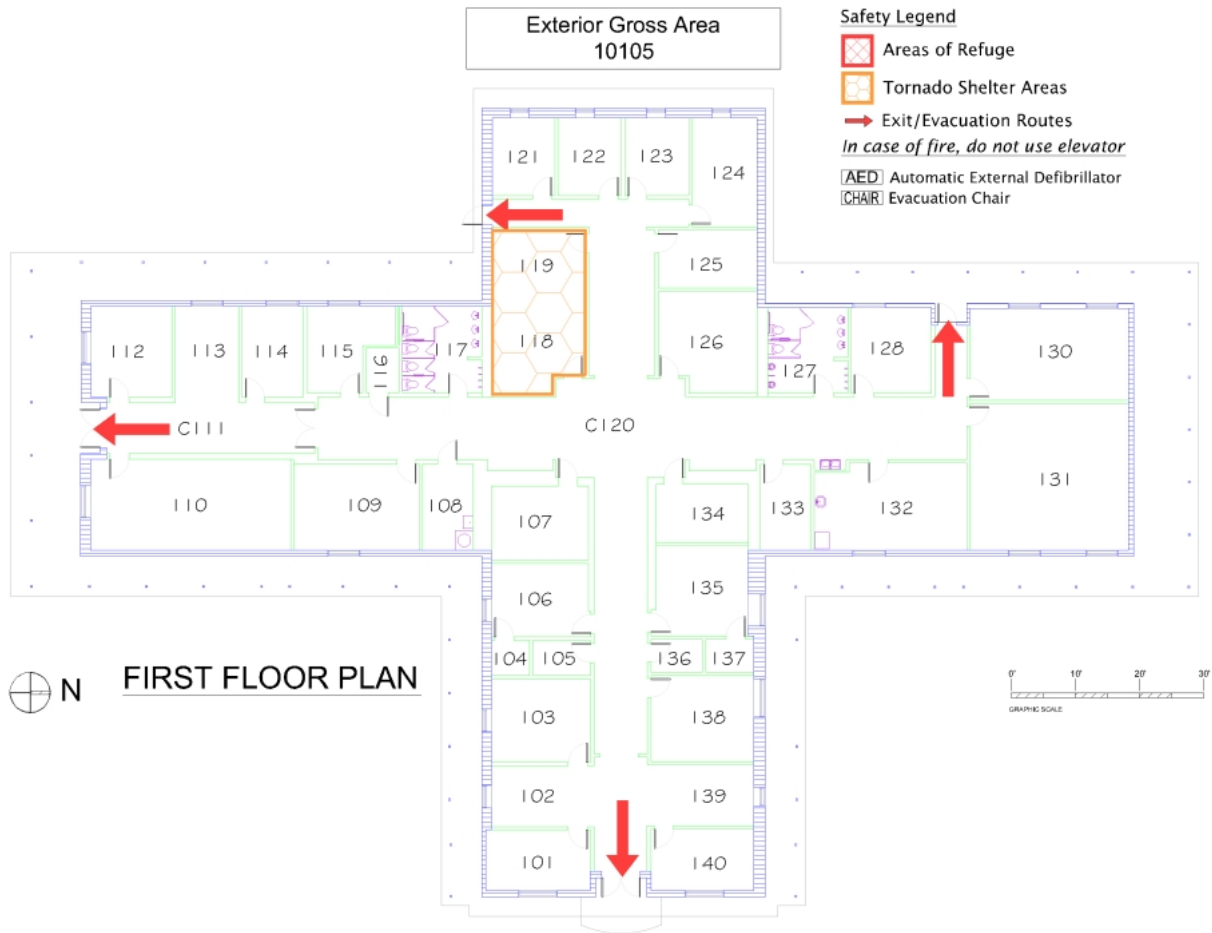 Exterior Gross Area
10105
Safety Legend
Areas of Refuge
Tornado Shelter Areas
Exit/Evacuation Routes
In case of fire, do not use elevator
AED Automatic External Defibrillator
CHAIR Evacuation Chair
121 122 123 124
119 125
118 126
112 113 114 115 116 117 127 128 130
C111 C120
110 109 108 107 134 133 132 131
106 135
104 105 136 137
N FIRST FLOOR PLAN
103 138
102 139
101 140
0' 10' 20' 30'
GRAPHIC SCALE